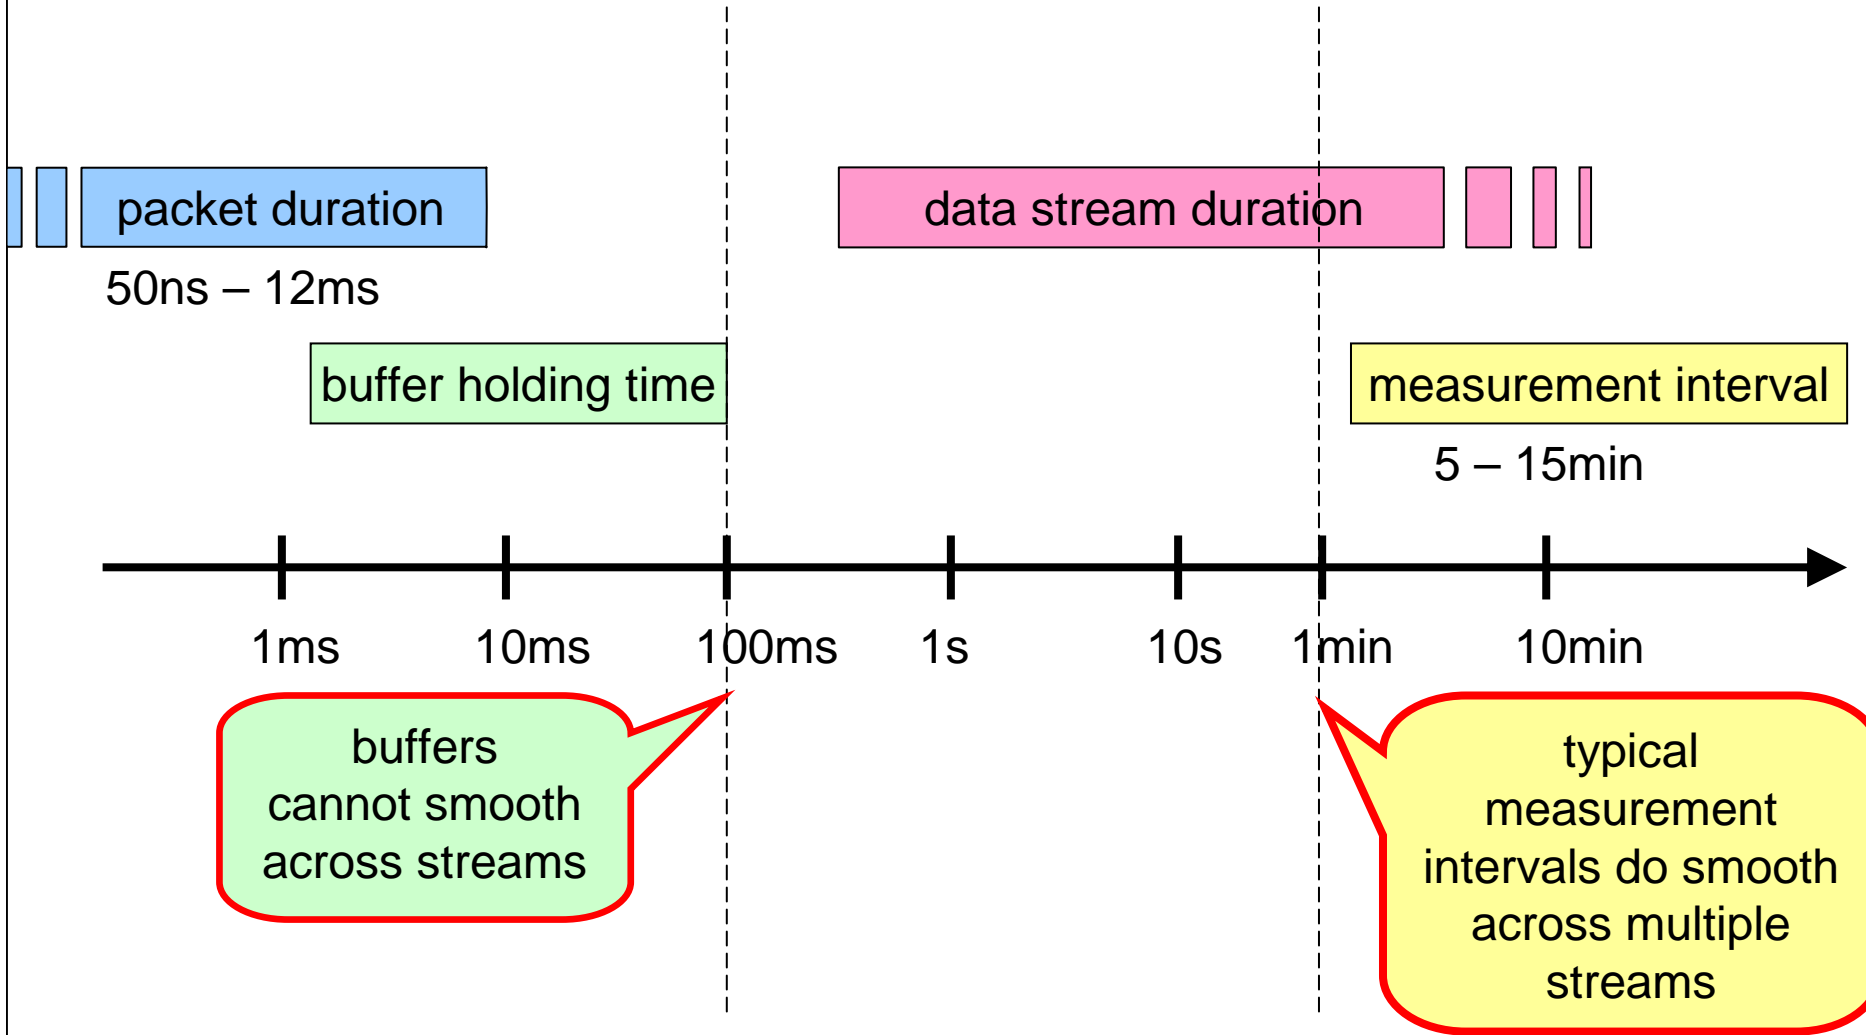 packet duration
data stream duration
50ns – 12ms
buffer holding time
measurement interval
5 – 15min
1ms 10ms 100ms 1s 10s 1min 10min
buffers
cannot smooth
across streams
typical
measurement
intervals do smooth
across multiple
streams